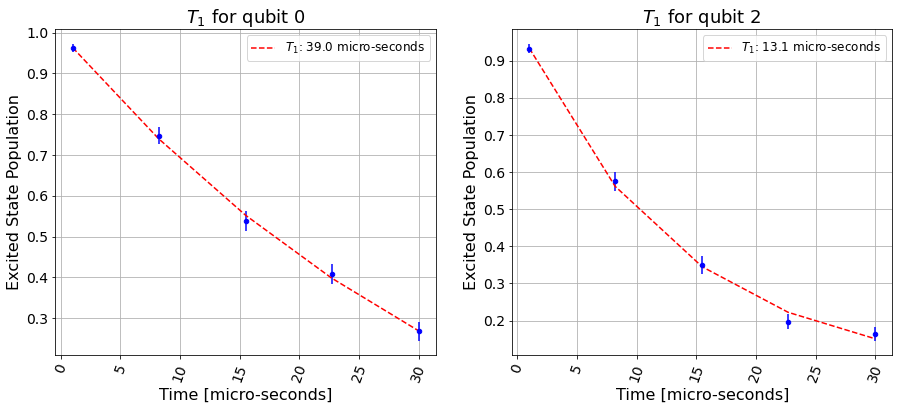 T₁ for qubit 0
Excited State Population
1.0
0.9
0.8
0.7
0.6
0.5
0.4
0.3
T₁: 39.0 micro-seconds
0 5 10 15 20 25 30
Time [micro-seconds]
T₁ for qubit 2
Excited State Population
0.9
0.8
0.7
0.6
0.5
0.4
0.3
0.2
T₁: 13.1 micro-seconds
0 5 10 15 20 25 30
Time [micro-seconds]